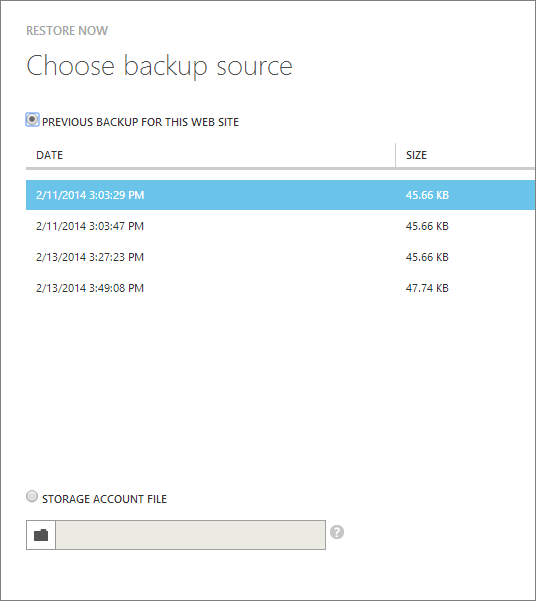 RESTORE NOW
Choose backup source
PREVIOUS BACKUP FOR THIS WEB SITE
DATE SIZE
2/11/2014 3:03:29 PM 45.66 KB
2/11/2014 3:03:47 PM 45.66 KB
2/13/2014 3:27:23 PM 45.66 KB
2/13/2014 3:49:08 PM 47.74 KB
STORAGE ACCOUNT FILE
?